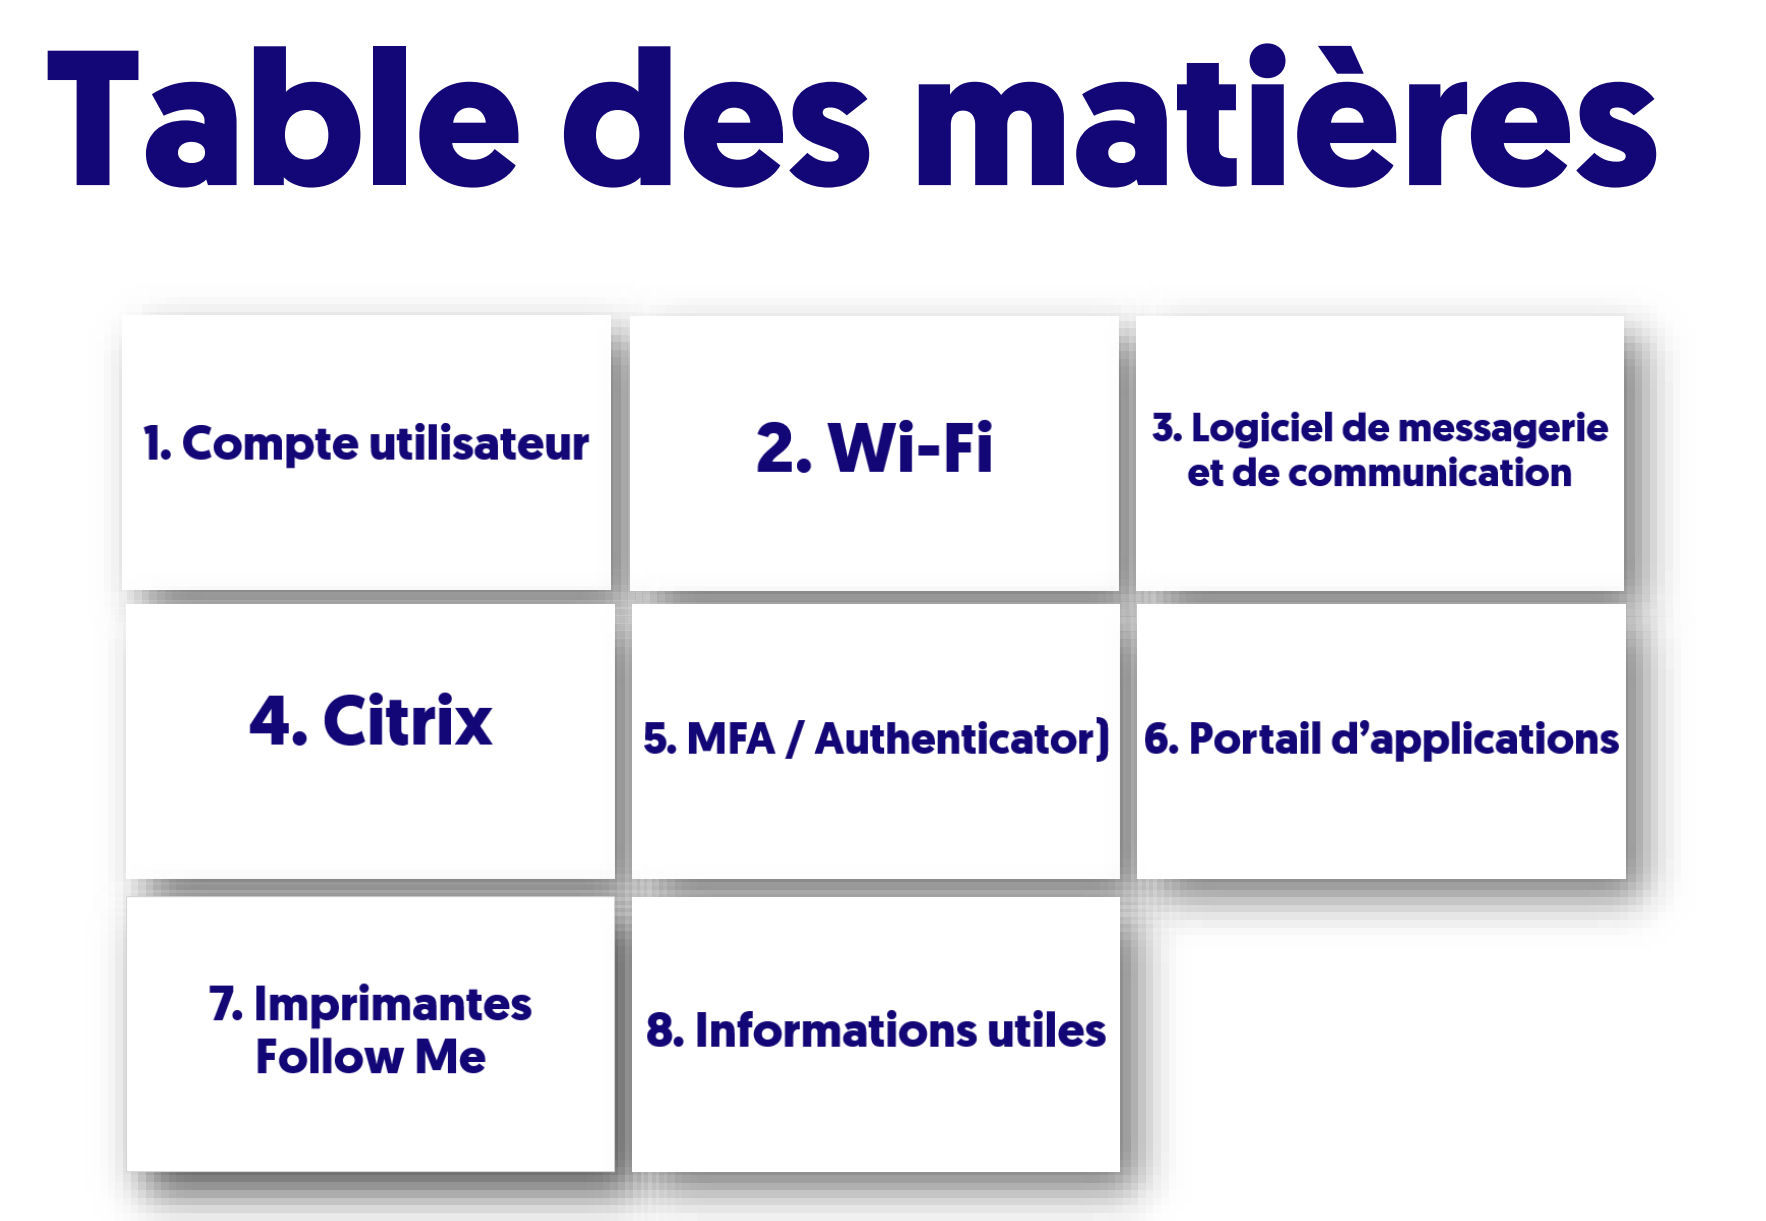 Table des matières
1. Compte utilisateur
2. Wi-Fi
3. Logiciel de messagerie
et de communication
4. Citrix
5. MFA / Authenticator)
6. Portail d’applications
7. Imprimantes
Follow Me
8. Informations utiles